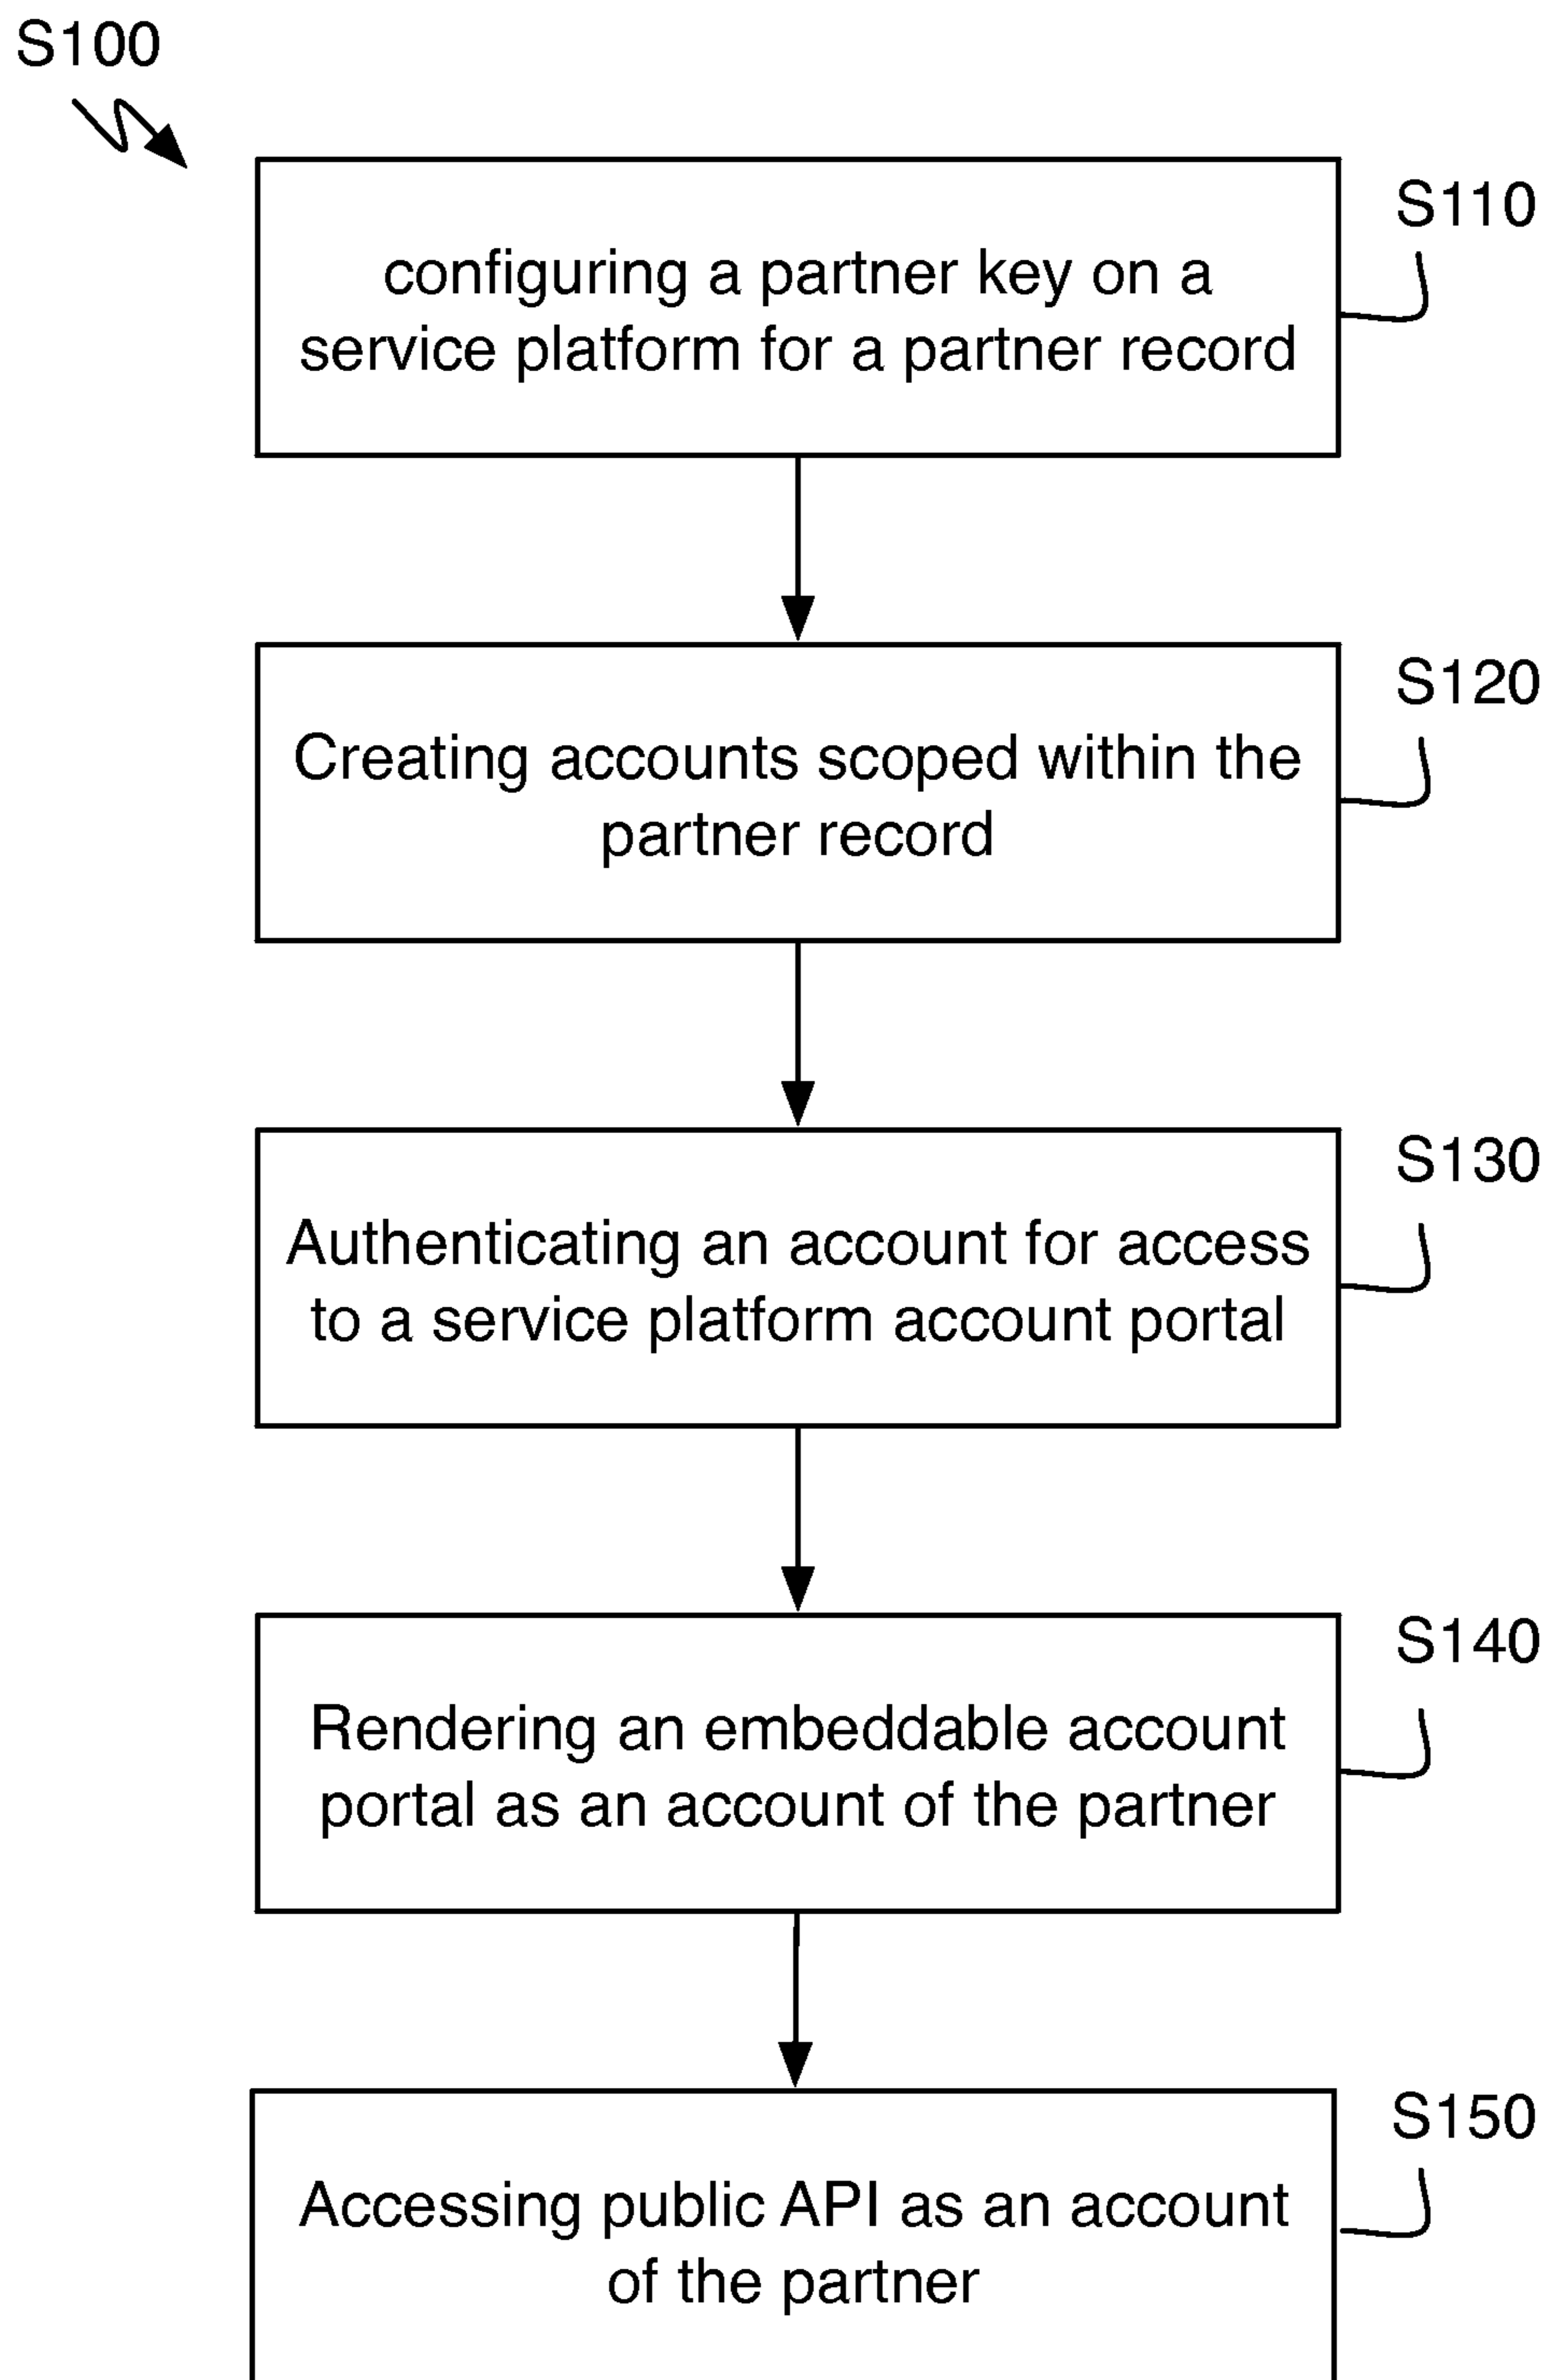 S100
S110
configuring a partner key on a
service platform for a partner record
S120
Creating accounts scoped within the
partner record
S130
Authenticating an account for access
to a service platform account portal
S140
Rendering an embeddable account
portal as an account of the partner
S150
Accessing public API as an account
of the partner